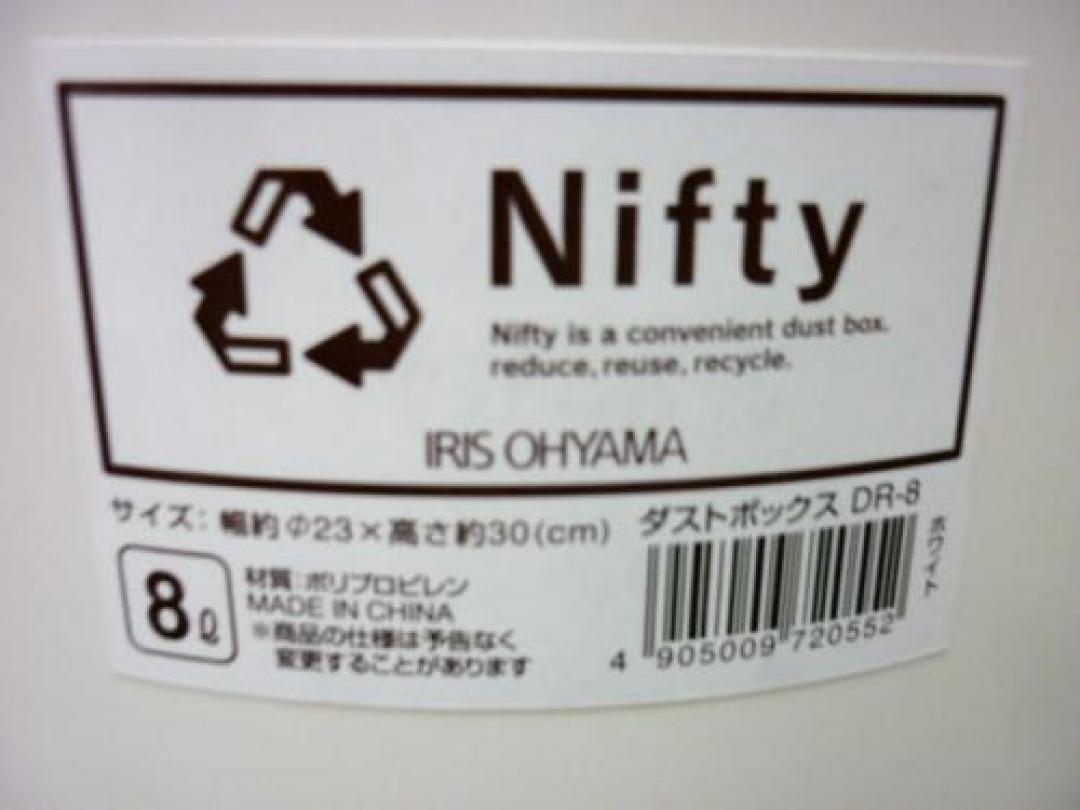 Nifty
Nifty is a convenient dust box.
reduce, reuse, recycle.
IRIS OHYAMA
サイズ：幅約Φ23×高さ約30(cm)
ダストボックス DR-8
ホワイト
8ℓ
材質：ポリプロピレン
MADE IN CHINA
※商品の仕様は予告なく
変更することがあります
4 905009 720552